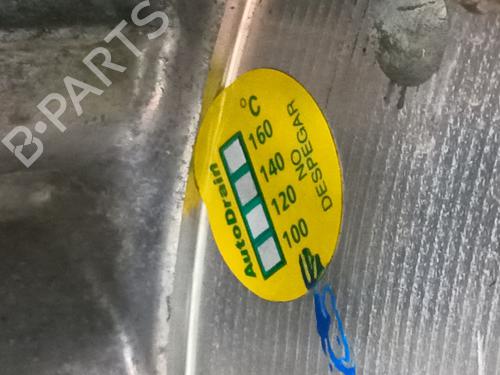 B-PARTS
°C
160
140
120
100
NO
DESPEGAR
AutoDrain